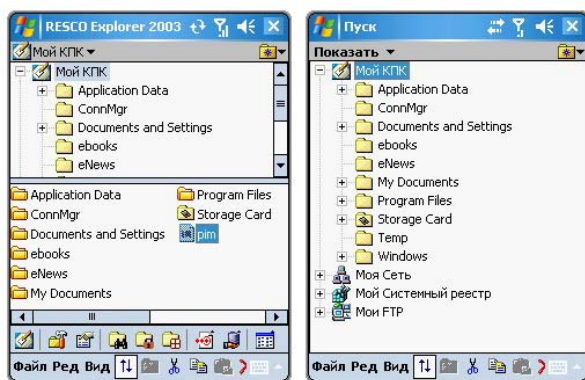 RESCO Explorer 2003
Мой КПК
Мой КПК
Application Data
ConnMgr
Documents and Settings
ebooks
eNews
Application Data
Program Files
ConnMgr
Storage Card
Documents and Settings
pim
ebooks
eNews
My Documents
Файл Ред Вид
Пуск
Показать
Мой КПК
Application Data
ConnMgr
Documents and Settings
ebooks
eNews
My Documents
Program Files
Storage Card
Temp
Windows
Моя Сеть
Мой Системный реестр
Мои FTP
Файл Ред Вид